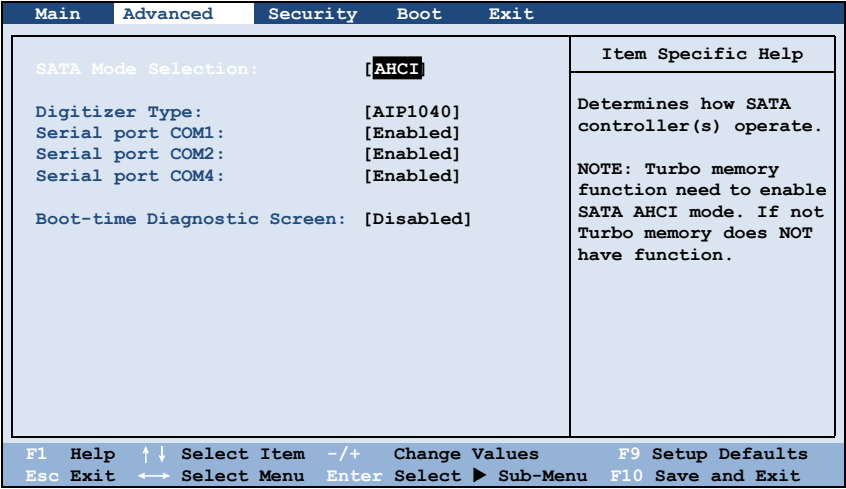 Main Advanced Security Boot Exit
SATA Mode Selection: [AHCI]
Digitizer Type: [AIP1040]
Serial port COM1: [Enabled]
Serial port COM2: [Enabled]
Serial port COM4: [Enabled]
Boot-time Diagnostic Screen: [Disabled]
Item Specific Help
Determines how SATA
controller(s) operate.
NOTE: Turbo memory
function need to enable
SATA AHCI mode. If not
Turbo memory does NOT
have function.
F1 Help ↑↓ Select Item -/+ Change Values F9 Setup Defaults
Esc Exit ←→ Select Menu Enter Select ▶ Sub-Menu F10 Save and Exit